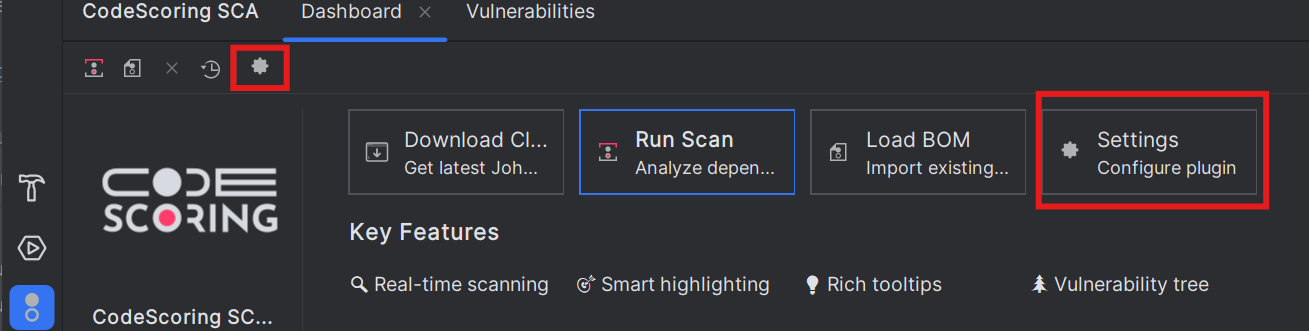 CodeScoring SCA Dashboard Vulnerabilities
Download Cl... Run Scan Load BOM Settings
Get latest Joh... Analyze depen... Import existing... Configure plugin
CODE
SCORING
Key Features
Real-time scanning Smart highlighting Rich tooltips Vulnerability tree
CodeScoring SC...